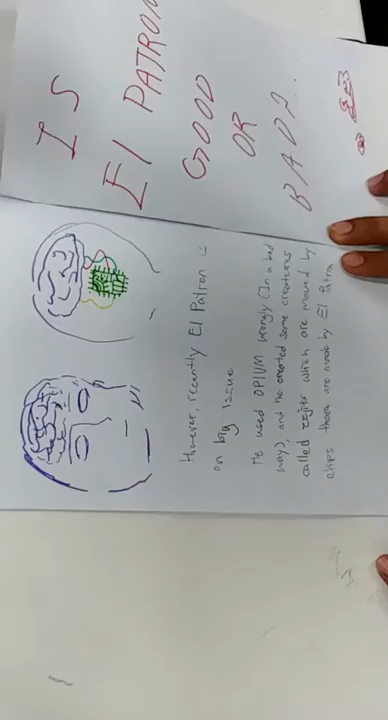 IS
El PATRON
GOOD
OR
BAD?..
However, recently El Patron is
on big issue
He used OPIUM wrongly (In a bad
way), and he created some creatures
called eejits which are moved by
chips those are made by El Patron